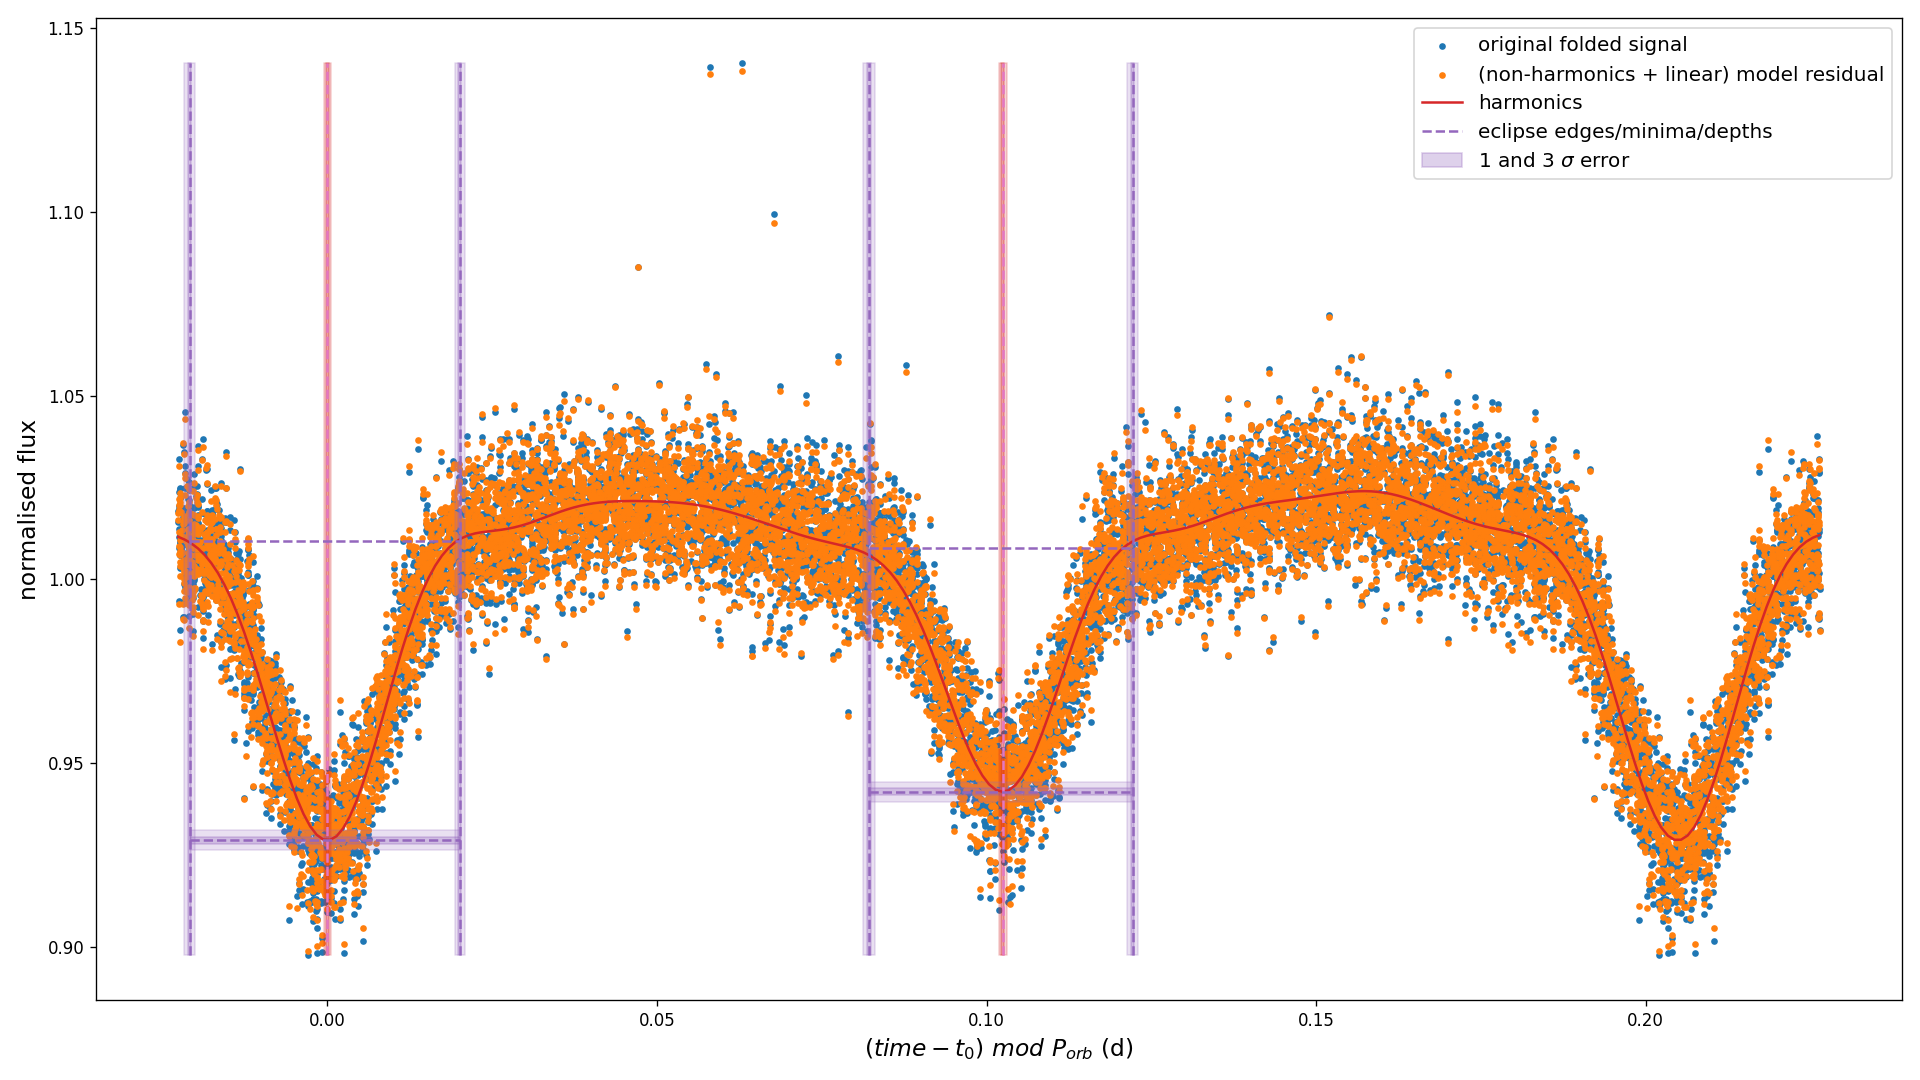 1.15
1.10
1.05
1.00
0.95
0.90
normalised flux
original folded signal
(non-harmonics + linear) model residual
harmonics
eclipse edges/minima/depths
1 and 3 σ error
0.00 0.05 0.10 0.15 0.20
(time − t₀) mod Pₒᵣb (d)